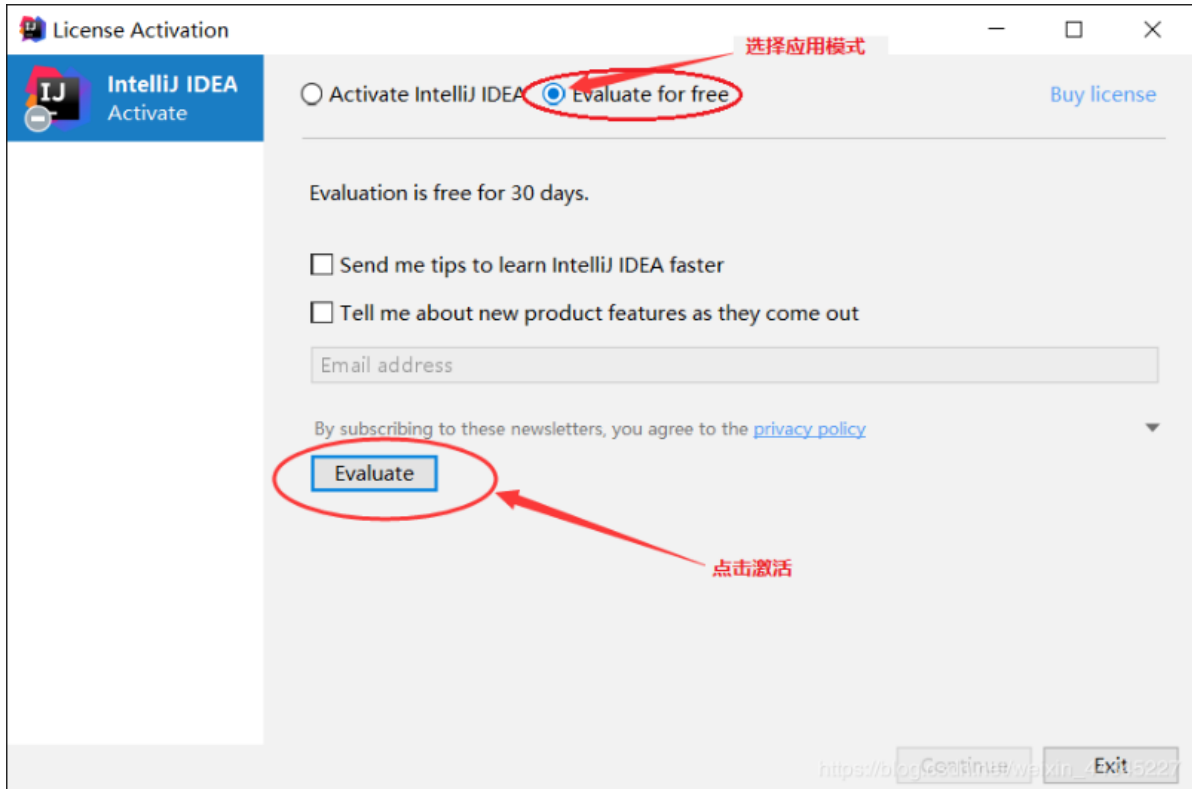 License Activation
选择应用模式
IntelliJ IDEA
Activate
Activate IntelliJ IDEA
Evaluate for free
Buy license
Evaluation is free for 30 days.
Send me tips to learn IntelliJ IDEA faster
Tell me about new product features as they come out
Email address
By subscribing to these newsletters, you agree to the privacy policy
Evaluate
点击激活
Continue
Exit